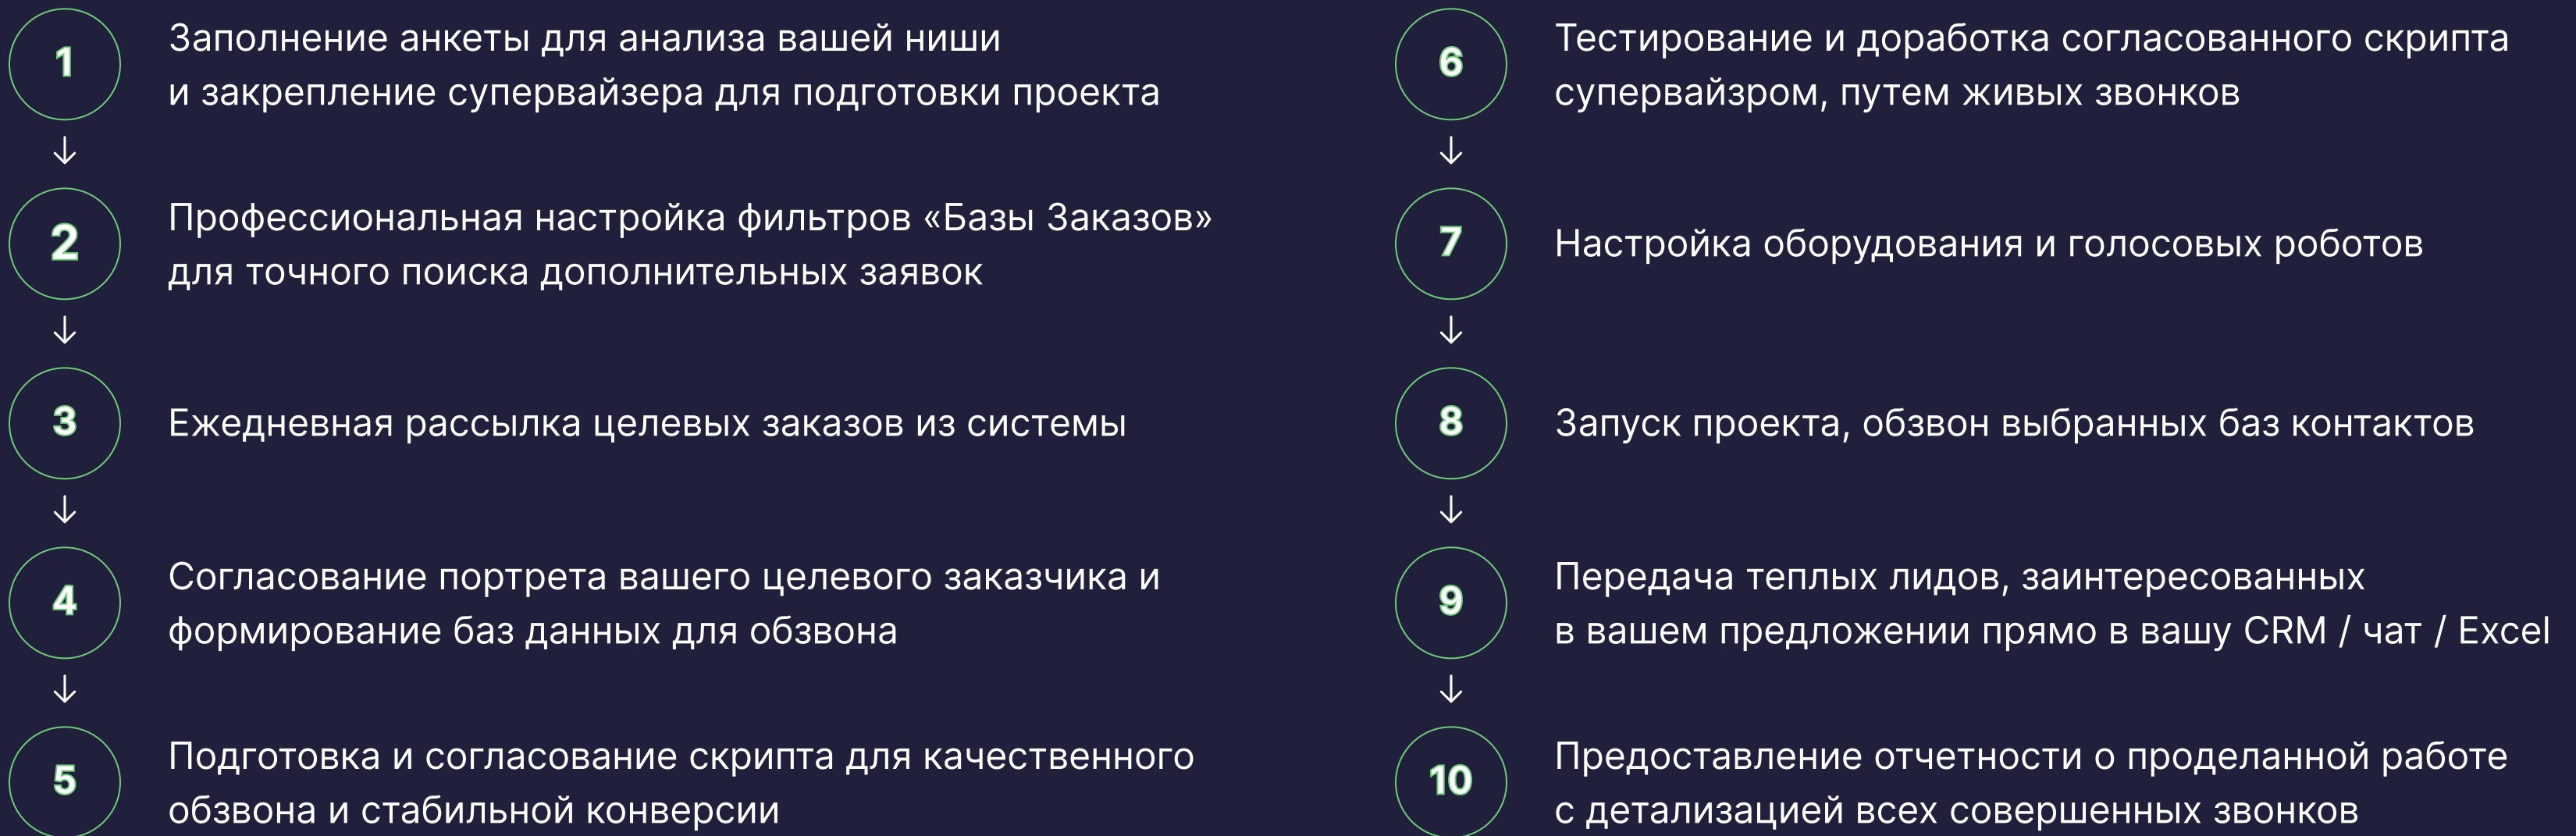 1
Заполнение анкеты для анализа вашей ниши
и закрепление супервайзера для подготовки проекта
2
Профессиональная настройка фильтров «Базы Заказов»
для точного поиска дополнительных заявок
3
Ежедневная рассылка целевых заказов из системы
4
Согласование портрета вашего целевого заказчика и
формирование баз данных для обзвона
5
Подготовка и согласование скрипта для качественного
обзвона и стабильной конверсии
6
Тестирование и доработка согласованного скрипта
супервайзром, путем живых звонков
7
Настройка оборудования и голосовых роботов
8
Запуск проекта, обзвон выбранных баз контактов
9
Передача теплых лидов, заинтересованных
в вашем предложении прямо в вашу CRM / чат / Excel
10
Предоставление отчетности о проделанной работе
с детализацией всех совершенных звонков